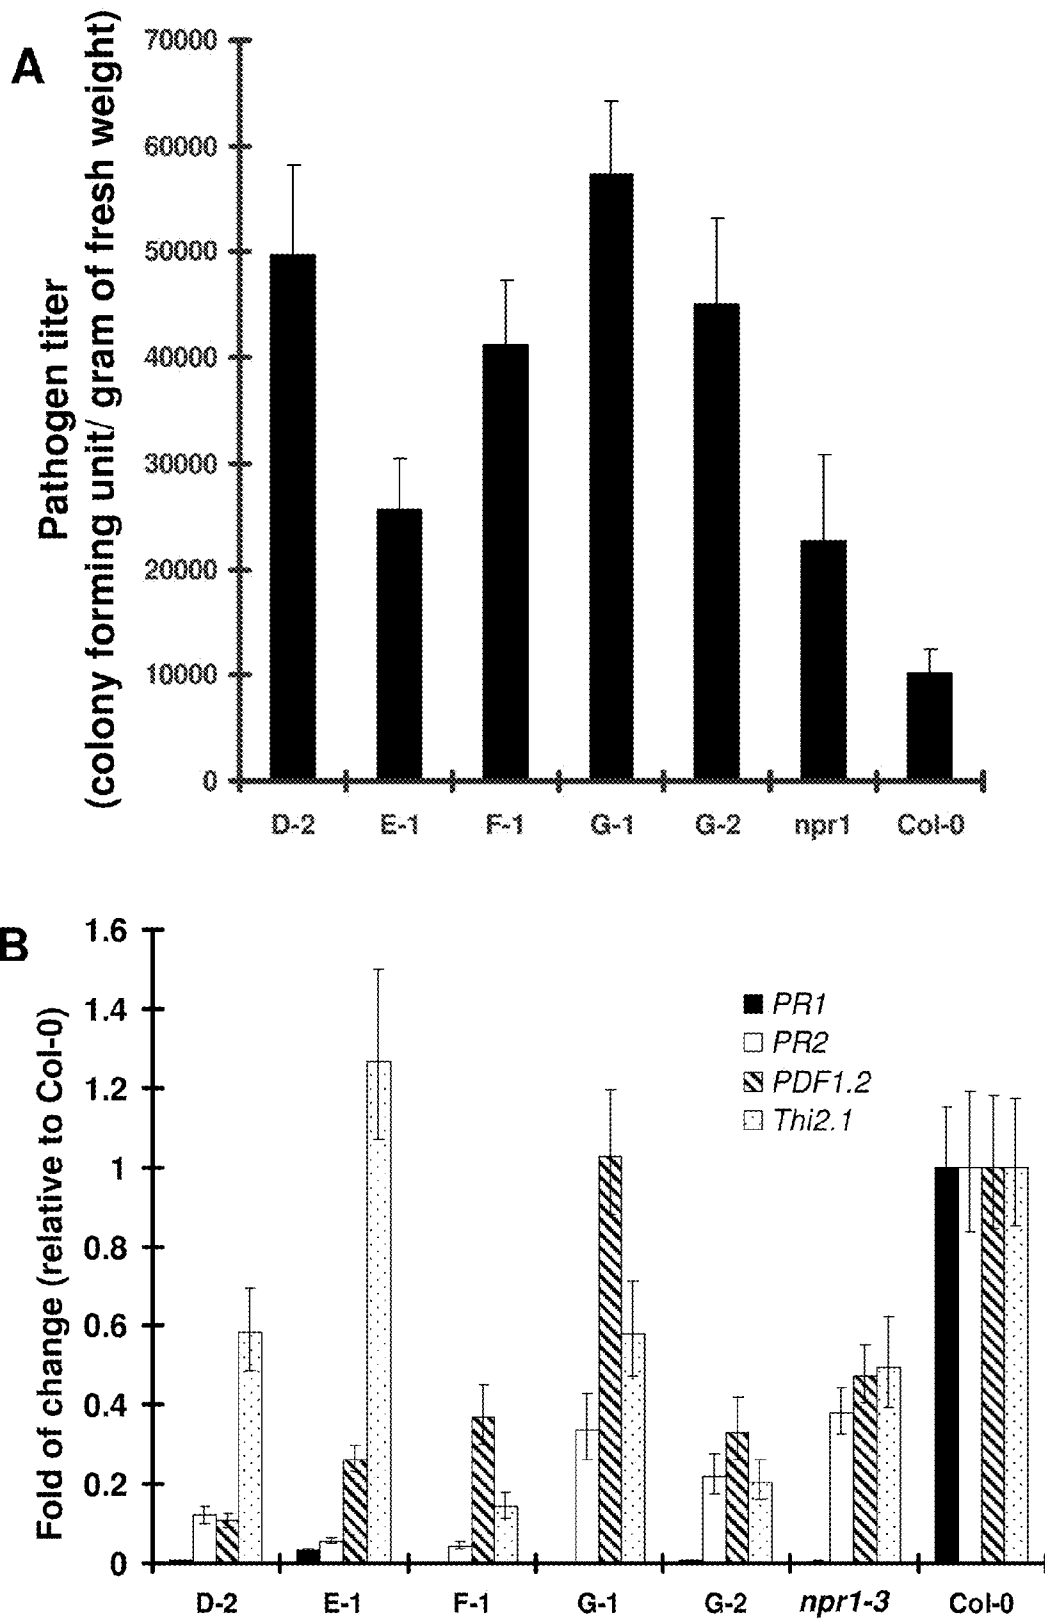 A
Pathogen titer
(colony forming unit/ gram of fresh weight)
70000
60000
50000
40000
30000
20000
10000
0
D-2 E-1 F-1 G-1 G-2 npr1 Col-0
B
Fold of change (relative to Col-0)
1.6
1.4
1.2
1
0.8
0.6
0.4
0.2
0
PR1
PR2
PDF1.2
Thi2.1
D-2 E-1 F-1 G-1 G-2 npr1-3 Col-0